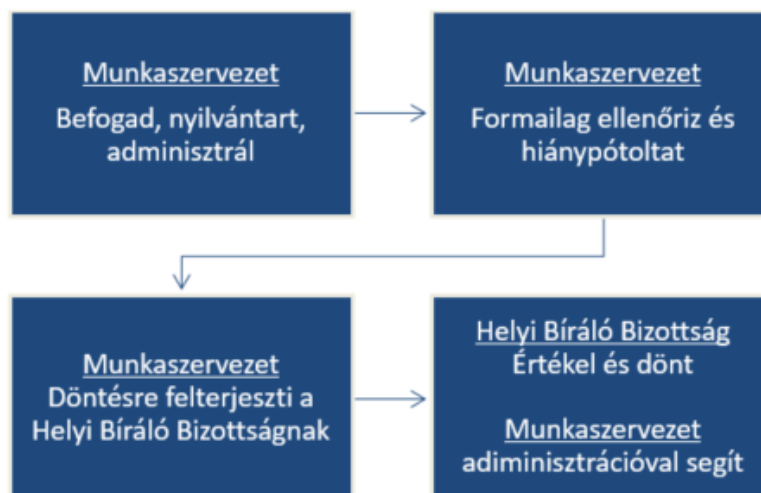 Munkaszervezet
Befogad, nyilvántart,
adminisztrál
Munkaszervezet
Formailag ellenőriz és
hiánypótoltat
Munkaszervezet
Döntésre felterjeszti a
Helyi Bíráló Bizottságnak
Helyi Bíráló Bizottság
Értékel és dönt
Munkaszervezet
adiminisztrációval segít